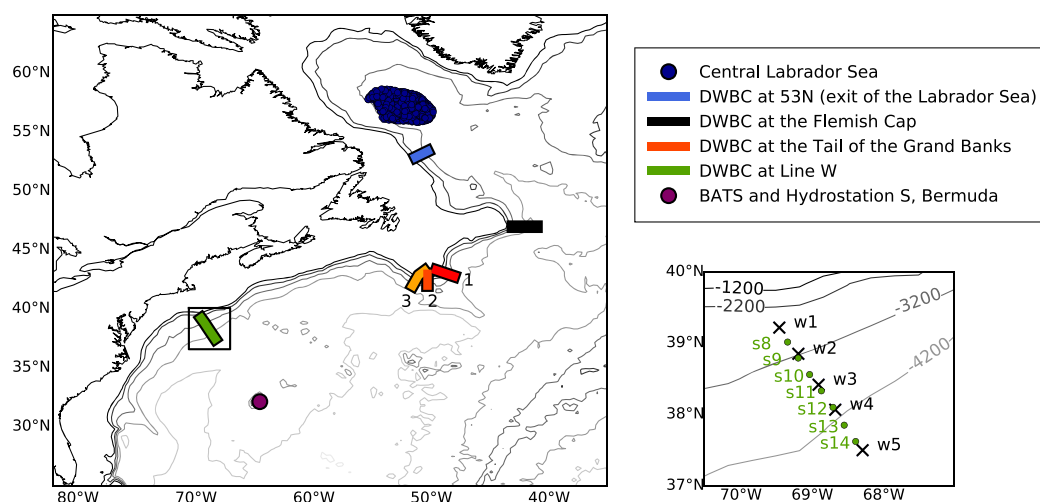 60°N
55°N
50°N
45°N
40°N
35°N
30°N
80°W
70°W
60°W
50°W
40°W
1
2
3
Central Labrador Sea
DWBC at 53N (exit of the Labrador Sea)
DWBC at the Flemish Cap
DWBC at the Tail of the Grand Banks
DWBC at Line W
BATS and Hydrostation S, Bermuda
40°N
39°N
38°N
37°N
70°W
69°W
68°W
-1200
-2200
-3200
-4200
w1
s8
w2
s9
s10
w3
s11
s12
w4
s13
s14
w5